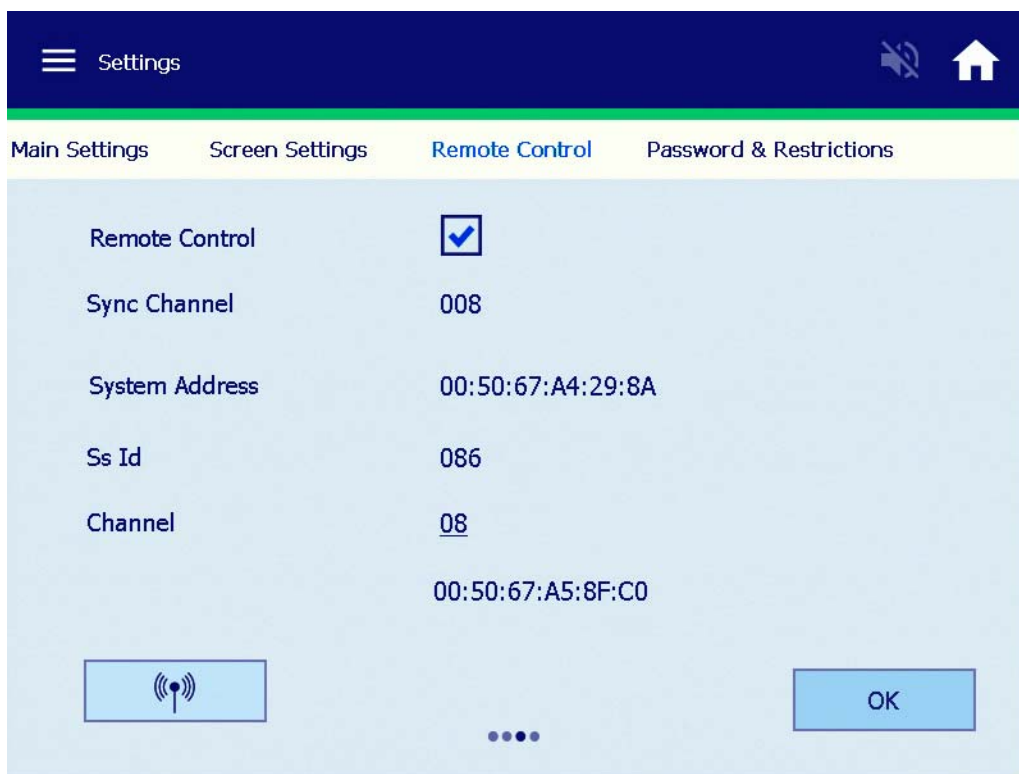 Settings
Main Settings Screen Settings Remote Control Password & Restrictions
Remote Control
Sync Channel 008
System Address 00:50:67:A4:29:8A
Ss Id 086
Channel 08
00:50:67:A5:8F:C0
OK